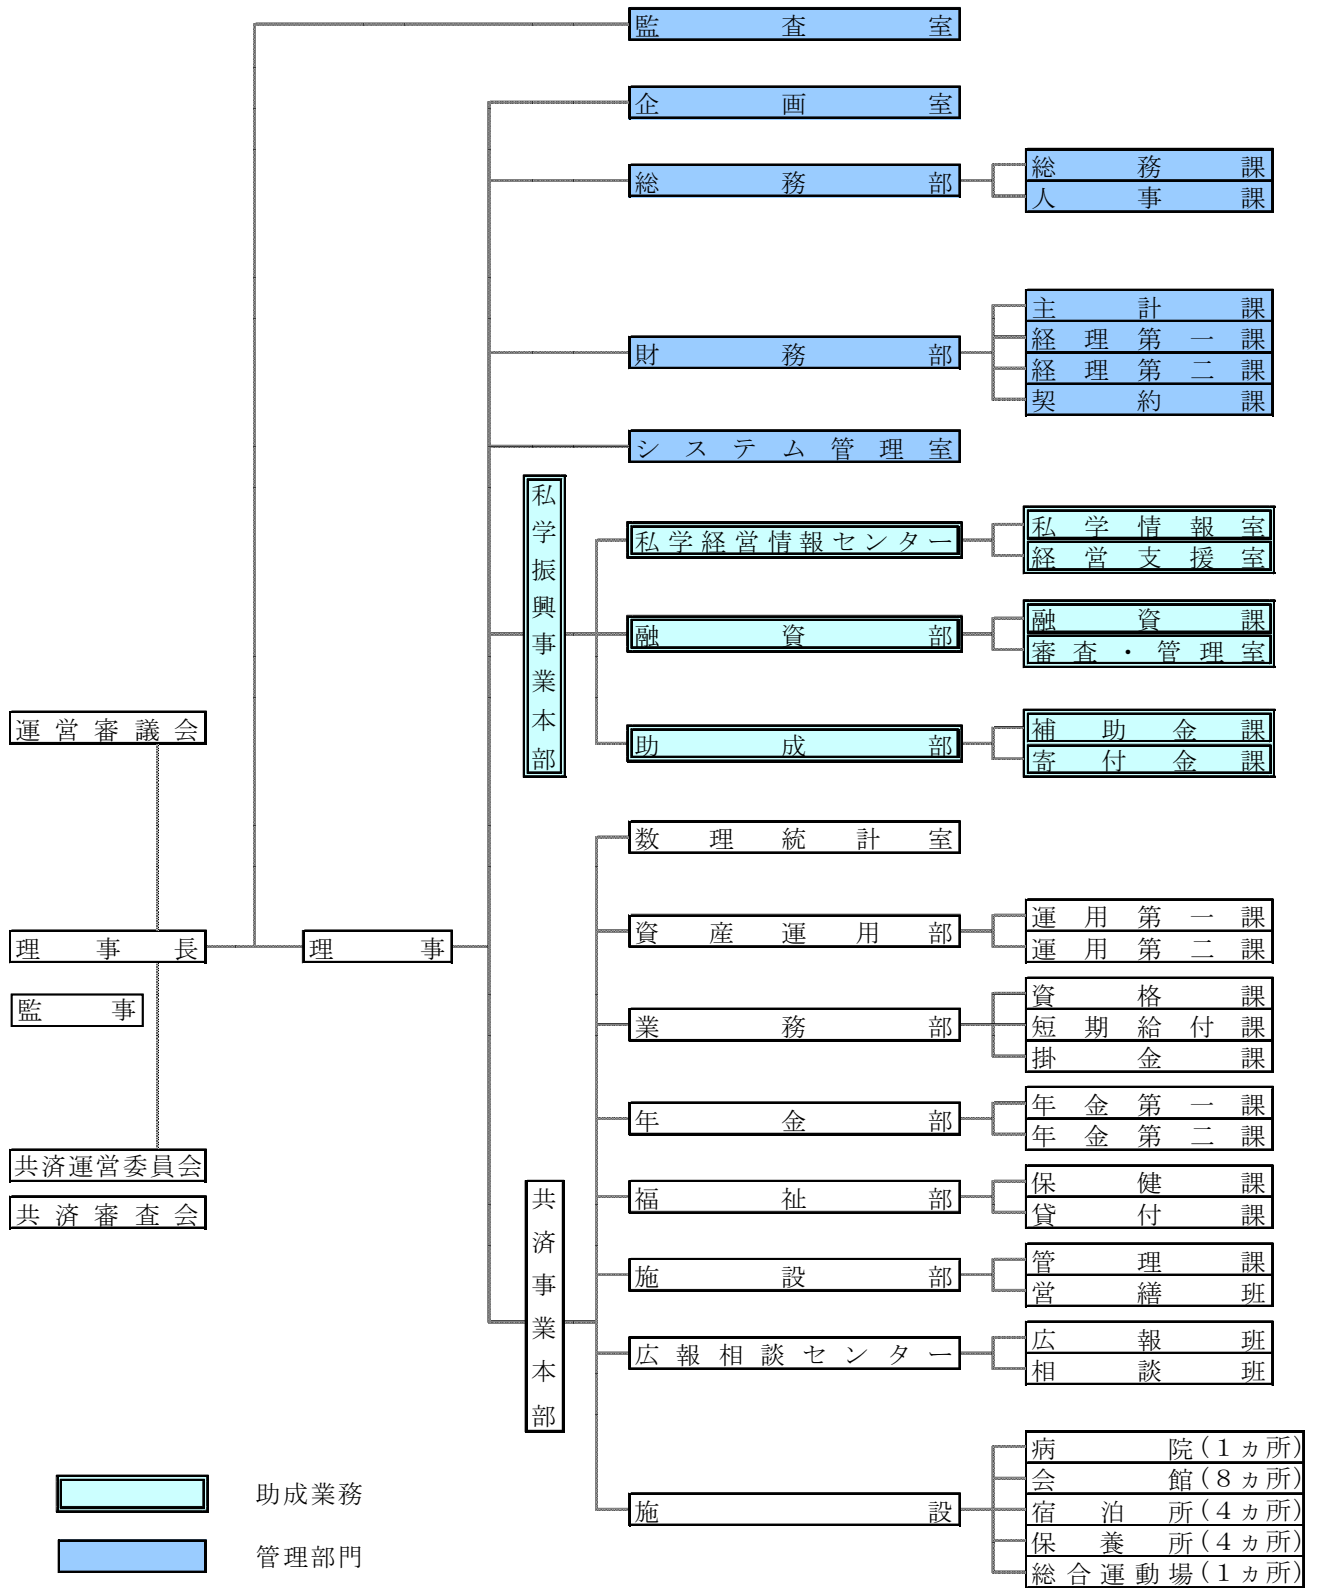 監査室
企画室
総務部
総務課
人事課
財務部
主計課
経理第一課
経理第二課
契約課
システム管理室
私学振興事業本部
私学経営情報センター
私学情報室
経営支援室
融資部
融資課
審査・管理室
助成部
補助金課
寄付金課
運営審議会
理事長
理事
監事
共済運営委員会
共済審査会
共済事業本部
数理統計室
資産運用部
運用第一課
運用第二課
業務部
資格課
短期給付課
掛金課
年金部
年金第一課
年金第二課
福祉部
保健課
貸付課
施設部
管理課
営繕班
広報相談センター
広報班
相談班
施設
病院(1ヵ所)
会館(8ヵ所)
宿泊所(4ヵ所)
保養所(4ヵ所)
総合運動場(1ヵ所)
助成業務
管理部門